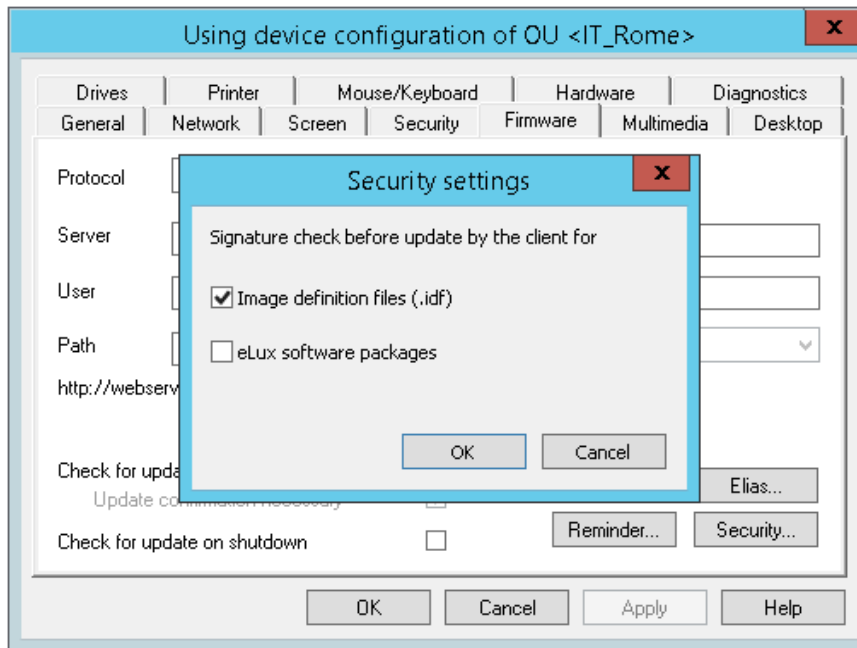 Using device configuration of OU <IT_Rome>
x
Drives Printer Mouse/Keyboard Hardware Diagnostics
General Network Screen Security Firmware Multimedia Desktop
Security settings
x
Protocol
Signature check before update by the client for
Server
User
Image definition files (.idf)
Path
eLux software packages
http://webserv
OK Cancel
Check for upda
Elias...
Update confirmation necessary
Reminder... Security...
Check for update on shutdown
OK Cancel Apply Help